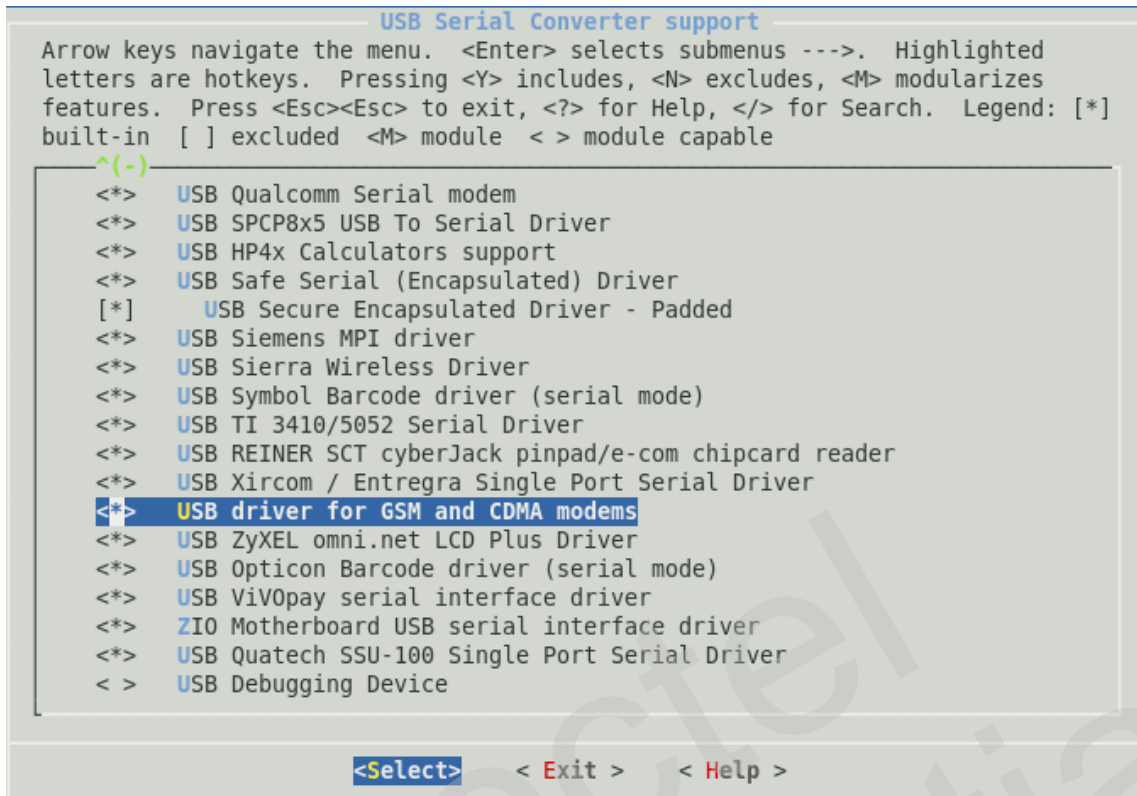 USB Serial Converter support
Arrow keys navigate the menu.  <Enter> selects submenus --->.  Highlighted
letters are hotkeys.  Pressing <Y> includes, <N> excludes, <M> modularizes
features.  Press <Esc><Esc> to exit, <?> for Help, </> for Search.  Legend: [*]
built-in  [ ] excluded  <M> module  < > module capable
^(-)
<*>   USB Qualcomm Serial modem
<*>   USB SPCP8x5 USB To Serial Driver
<*>   USB HP4x Calculators support
<*>   USB Safe Serial (Encapsulated) Driver
[*]     USB Secure Encapsulated Driver - Padded
<*>   USB Siemens MPI driver
<*>   USB Sierra Wireless Driver
<*>   USB Symbol Barcode driver (serial mode)
<*>   USB TI 3410/5052 Serial Driver
<*>   USB REINER SCT cyberJack pinpad/e-com chipcard reader
<*>   USB Xircom / Entregra Single Port Serial Driver
<*>   USB driver for GSM and CDMA modems
<*>   USB ZyXEL omni.net LCD Plus Driver
<*>   USB Opticon Barcode driver (serial mode)
<*>   USB ViVOpay serial interface driver
<*>   ZIO Motherboard USB serial interface driver
<*>   USB Quatech SSU-100 Single Port Serial Driver
< >   USB Debugging Device
<Select>    < Exit >    < Help >